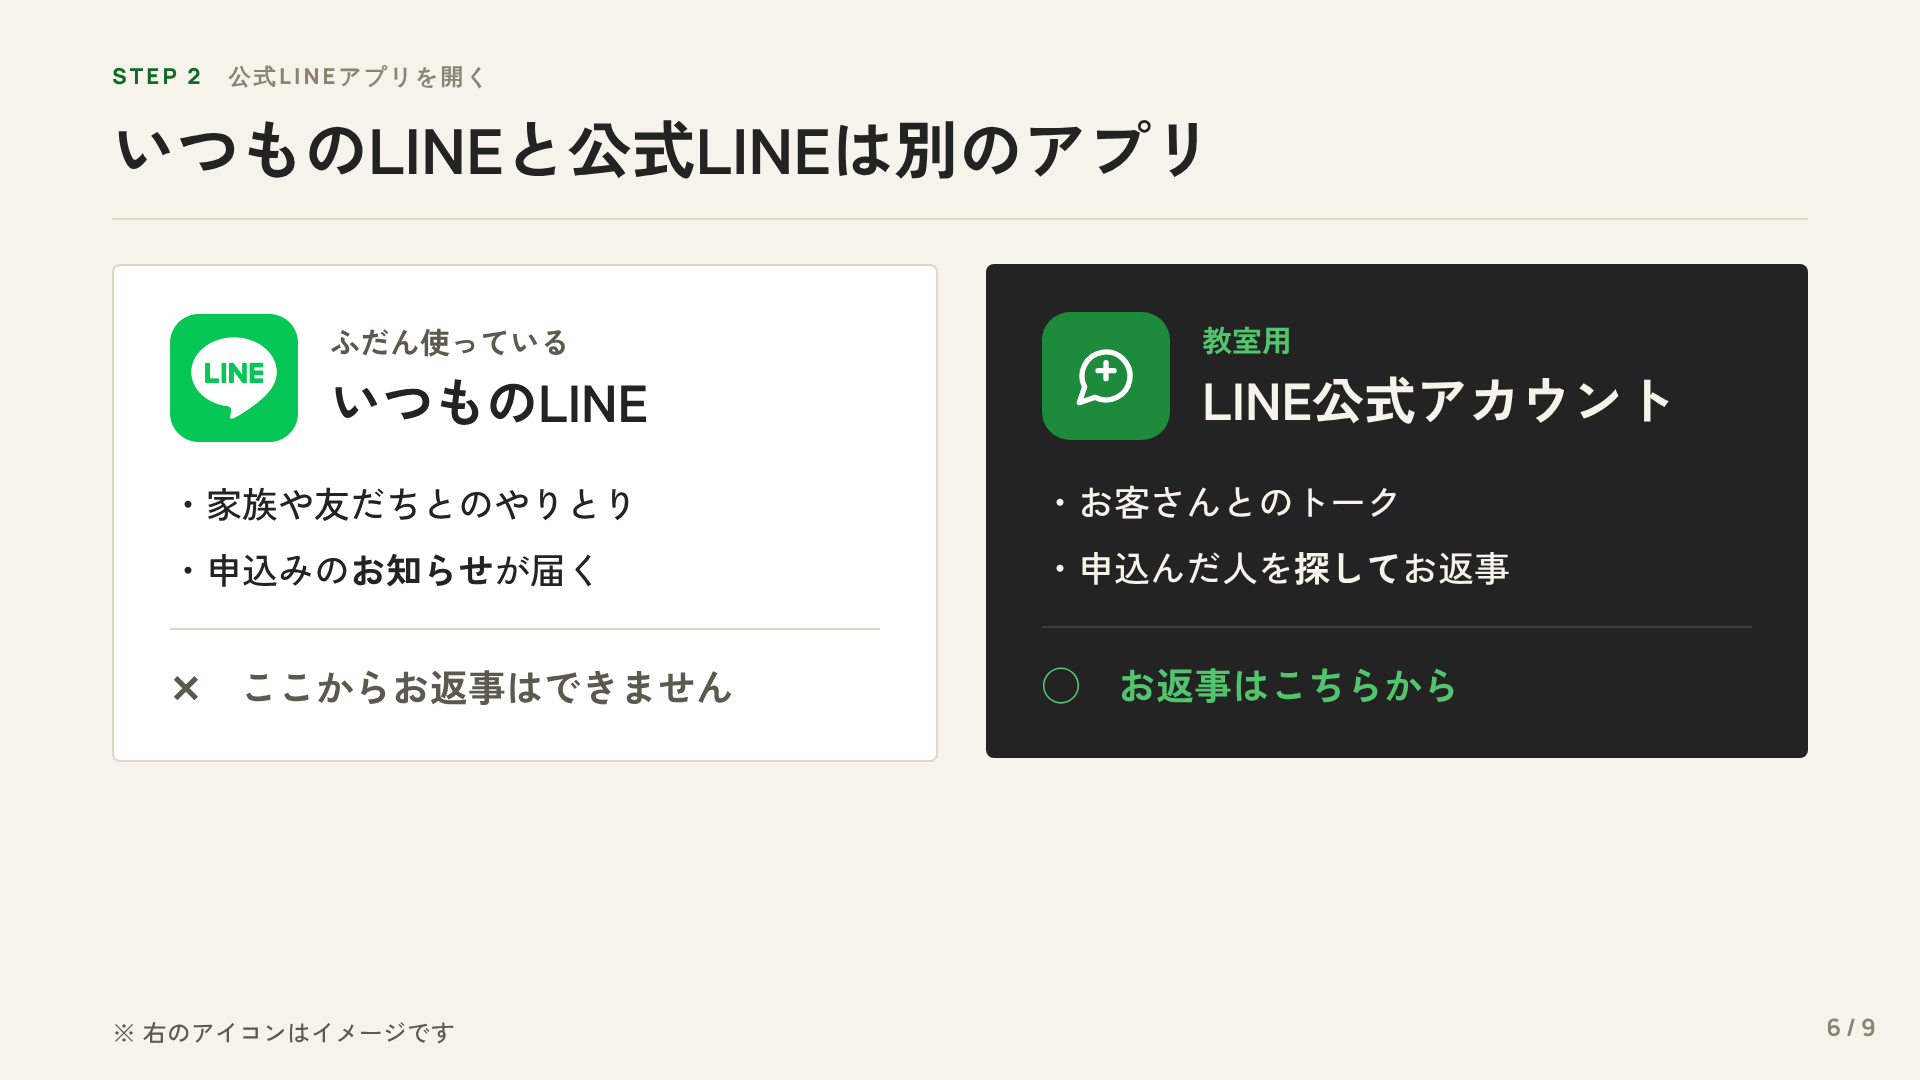 STEP 2 公式LINEアプリを開く
いつものLINEと公式LINEは別のアプリ
LINE
ふだん使っている
いつものLINE
・家族や友だちとのやりとり
・申込みのお知らせが届く
✕ ここからお返事はできません
教室用
LINE公式アカウント
・お客さんとのトーク
・申込んだ人を探してお返事
◯ お返事はこちらから
※ 右のアイコンはイメージです
6 / 9